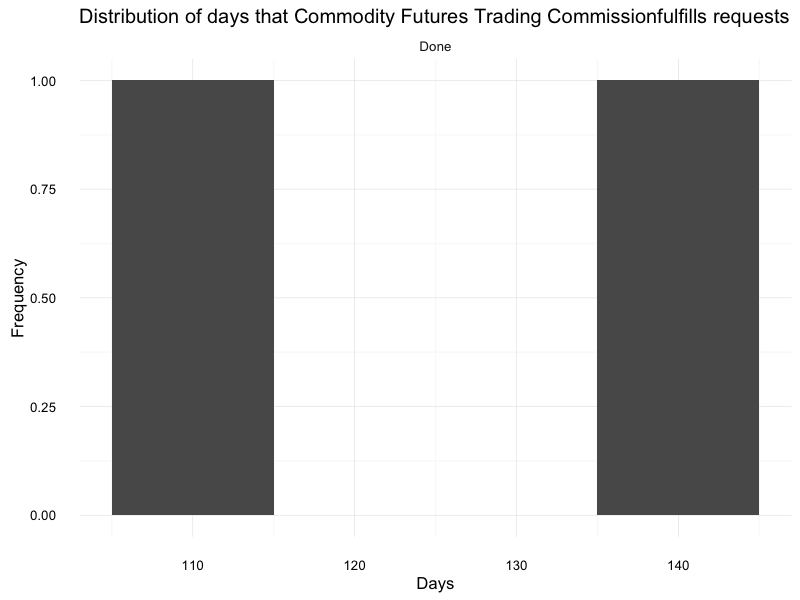 Distribution of days that Commodity Futures Trading Commissionfulfills requests
Done
1.00
0.75
0.50
0.25
0.00
Frequency
110 120 130 140
Days